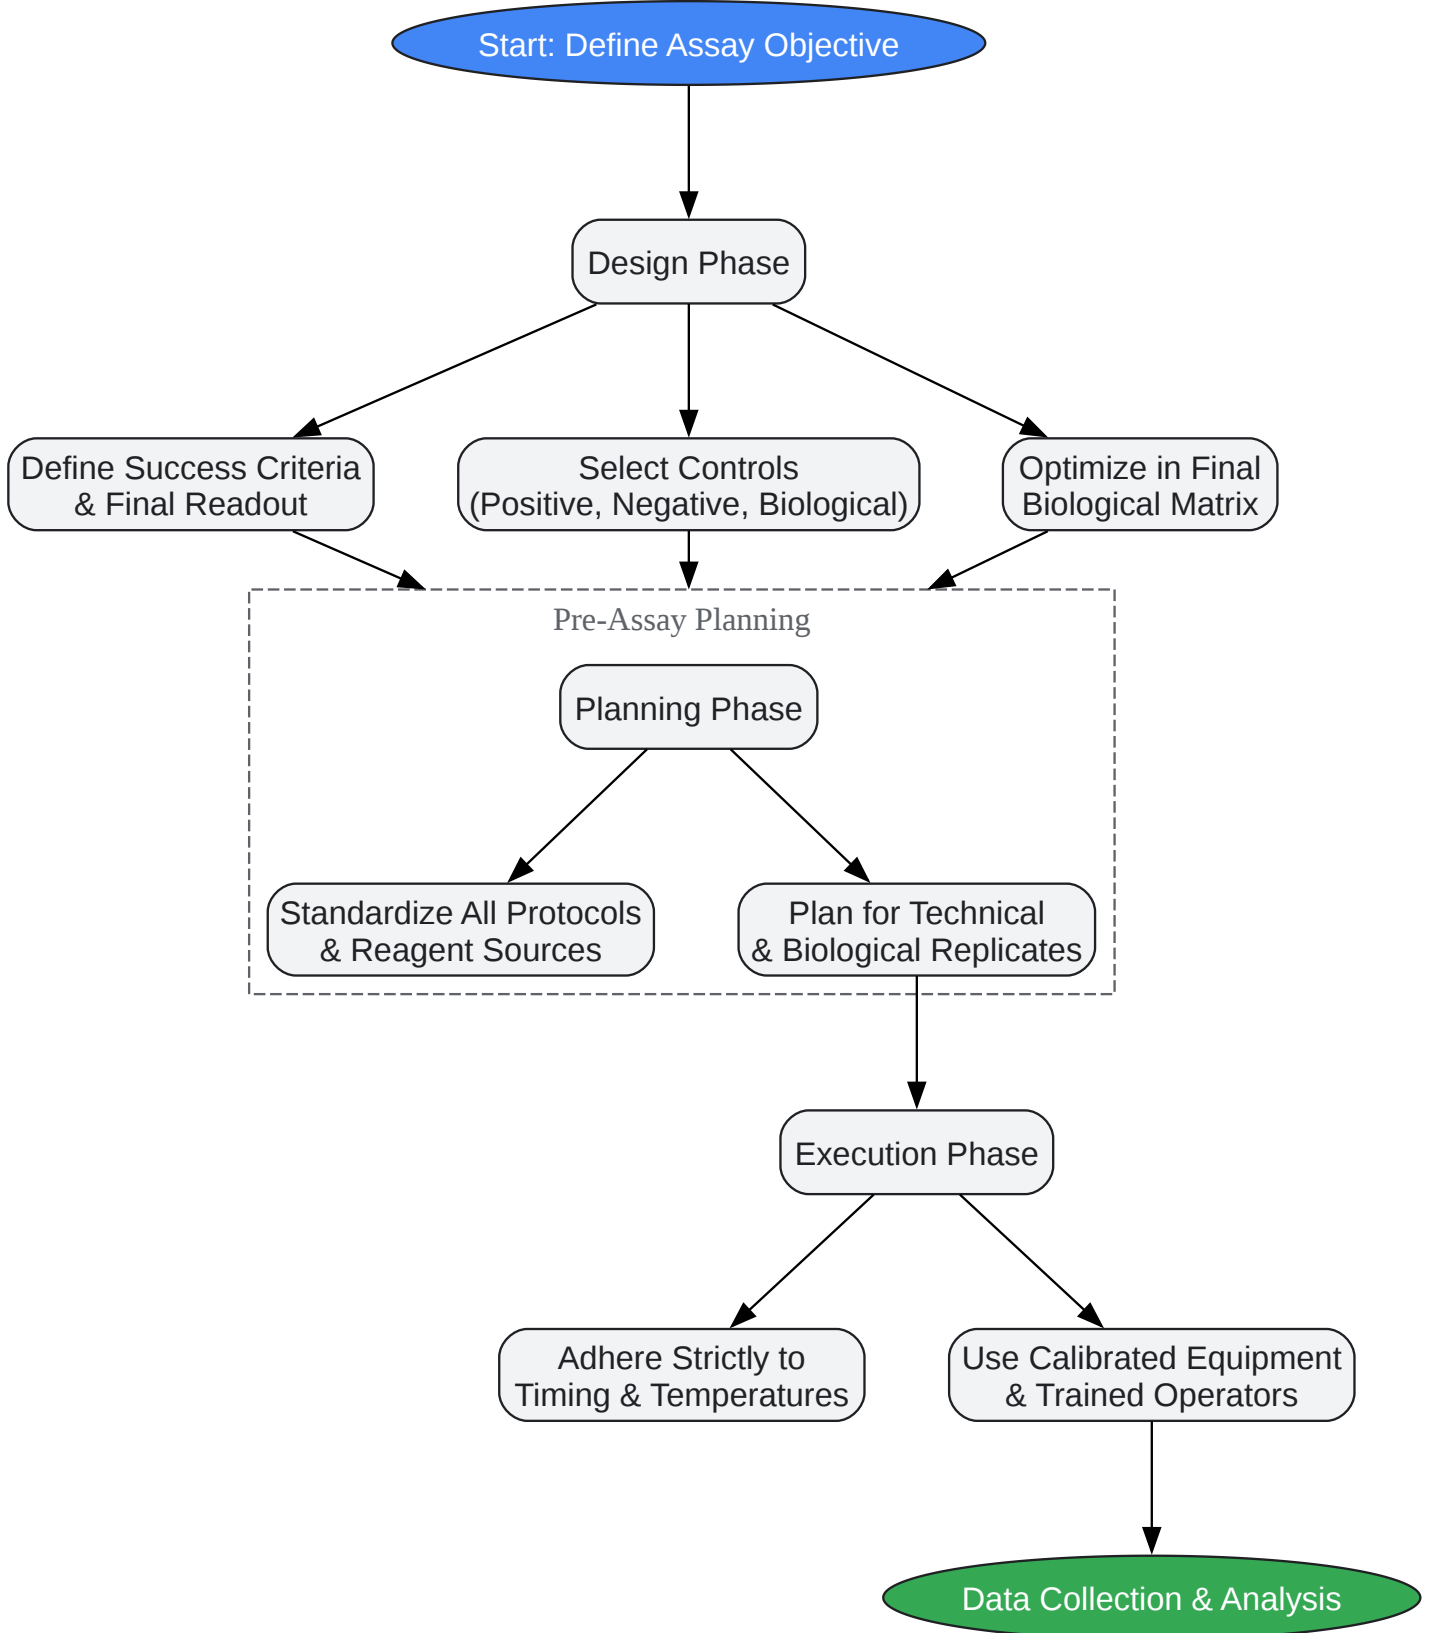 Start: Define Assay Objective
Design Phase
Define Success Criteria
& Final Readout
Select Controls
(Positive, Negative, Biological)
Optimize in Final
Biological Matrix
Pre-Assay Planning
Planning Phase
Standardize All Protocols
& Reagent Sources
Plan for Technical
& Biological Replicates
Execution Phase
Adhere Strictly to
Timing & Temperatures
Use Calibrated Equipment
& Trained Operators
Data Collection & Analysis